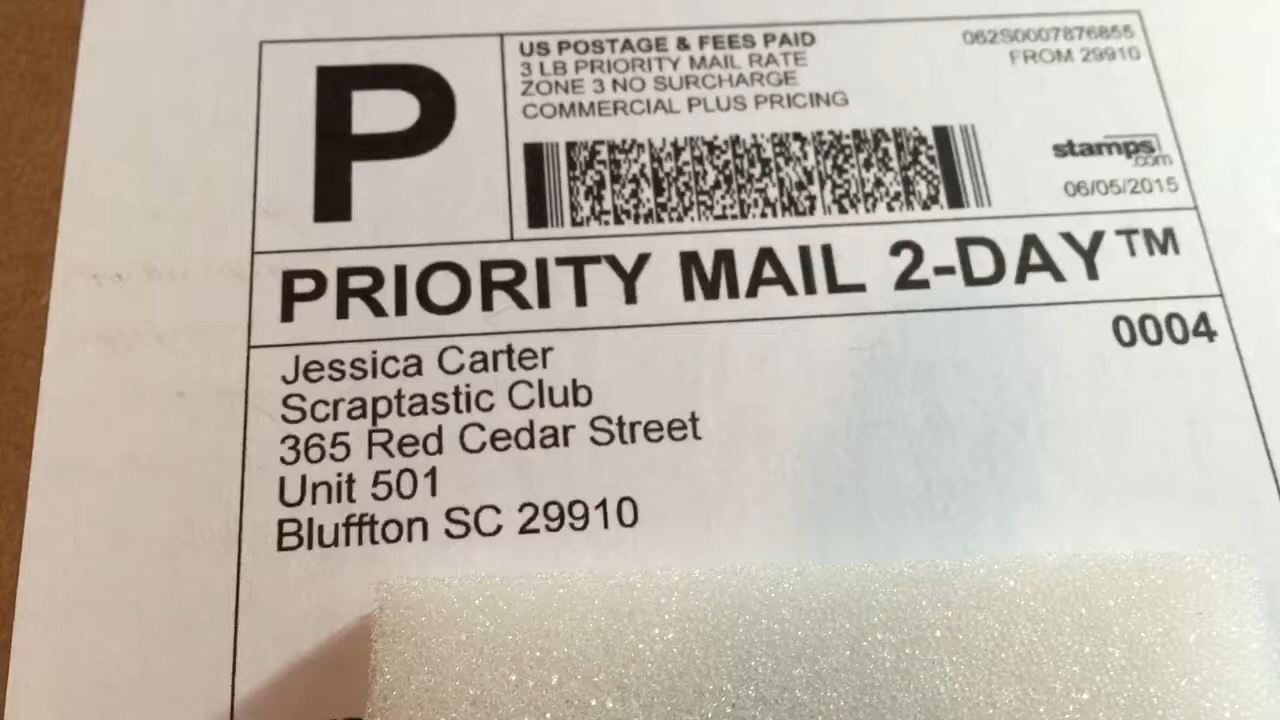 P
US POSTAGE & FEES PAID
3 LB PRIORITY MAIL RATE
ZONE 3 NO SURCHARGE
COMMERCIAL PLUS PRICING
062S0007876855
FROM 29910
stamps
.com
06/05/2015
PRIORITY MAIL 2-DAY™
0004
Jessica Carter
Scraptastic Club
365 Red Cedar Street
Unit 501
Bluffton SC 29910